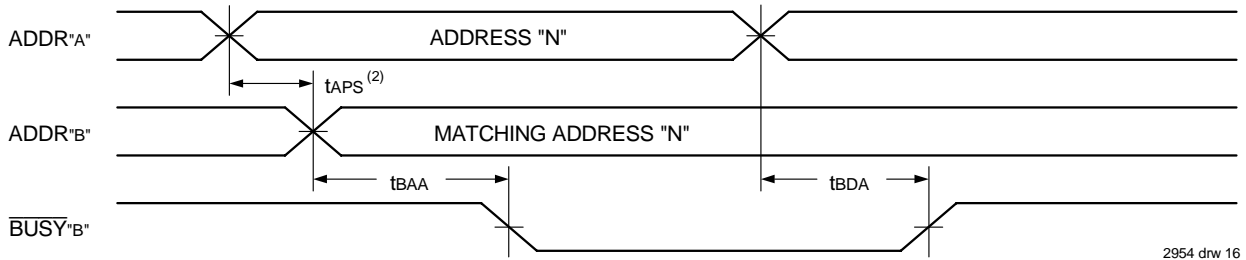 ADDR"A"
ADDRESS "N"
tAPS (2)
ADDR"B"
MATCHING ADDRESS "N"
tBAA
tBDA
BUSY"B"
2954 drw 16